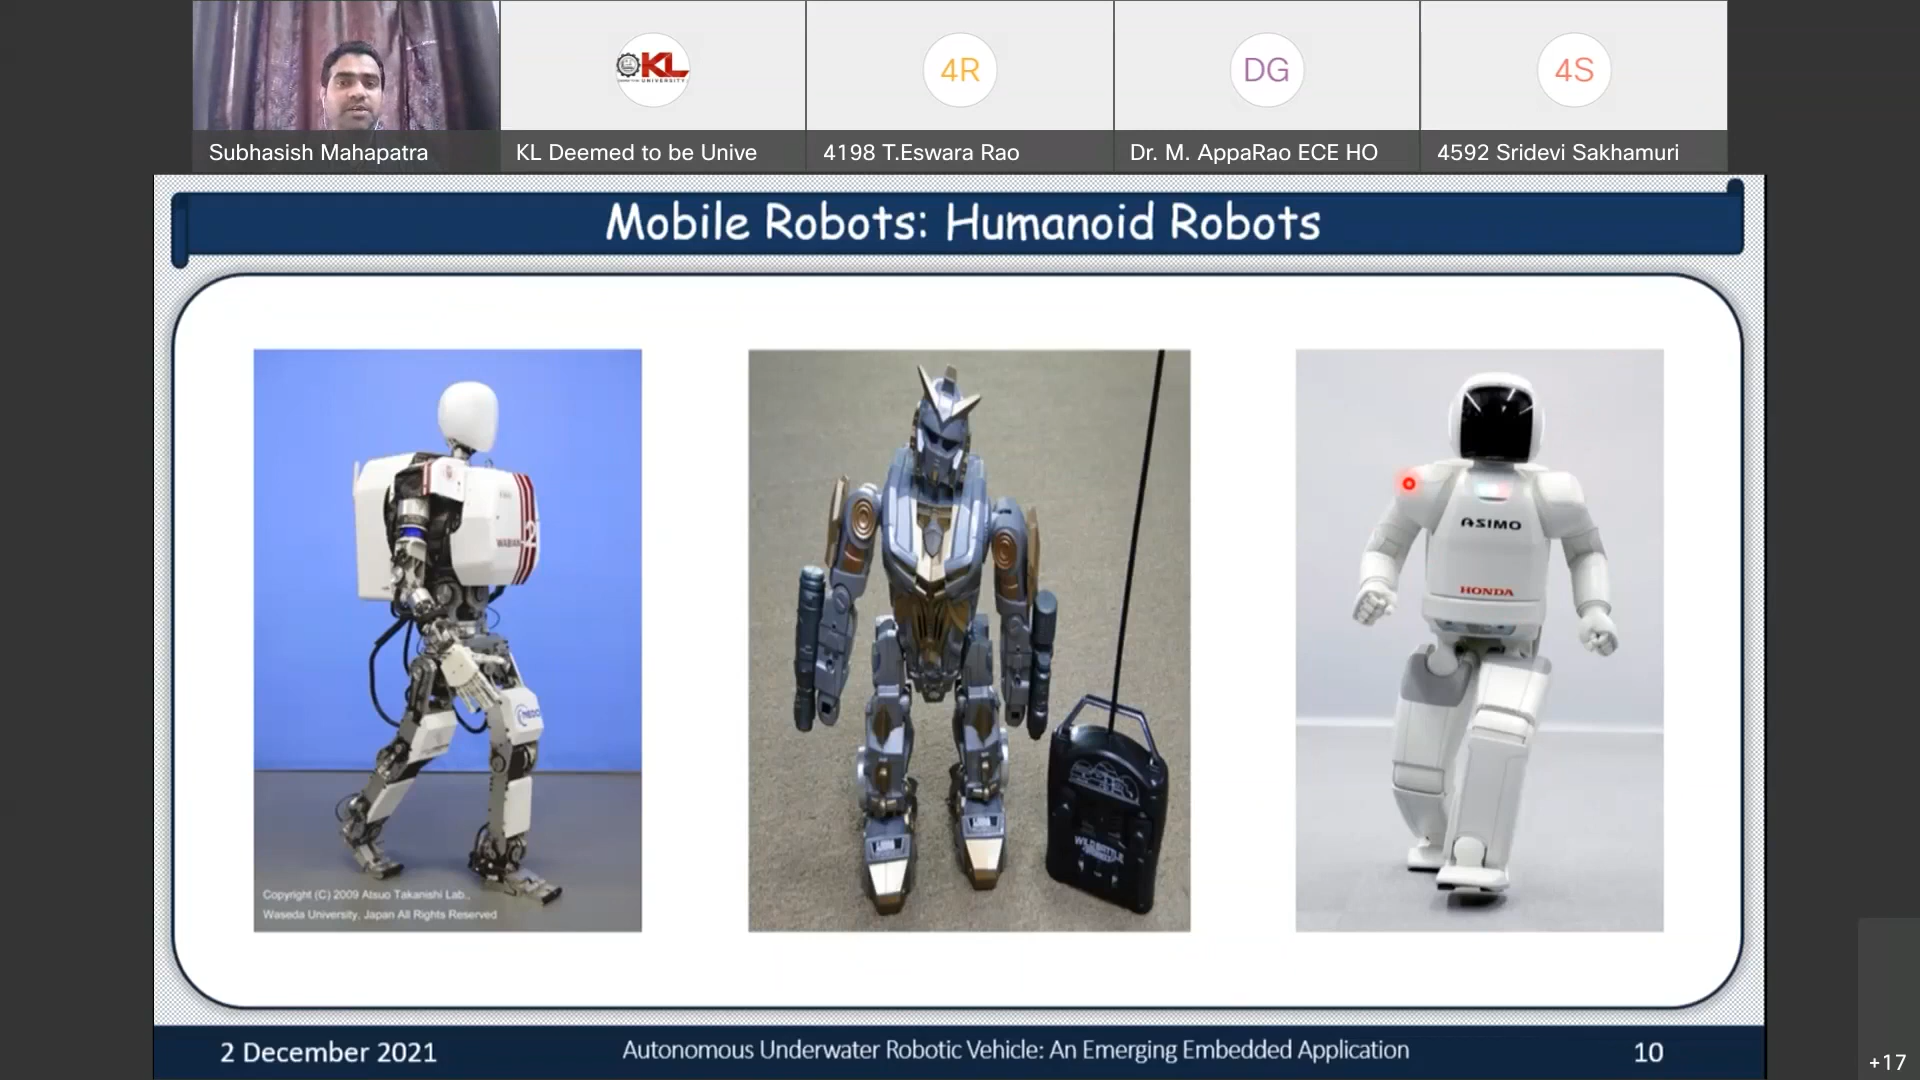 KL
UNIVERSITY
4R
DG
4S
Subhasish Mahapatra
KL Deemed to be Unive
4198 T.Eswara Rao
Dr. M. AppaRao ECE HO
4592 Sridevi Sakhamuri
Mobile Robots: Humanoid Robots
ASIMO
HONDA
Copyright (C) 2009 Atsuo Takanishi Lab.,
Waseda University, Japan All Rights Reserved
2 December 2021
Autonomous Underwater Robotic Vehicle: An Emerging Embedded Application
10
+17